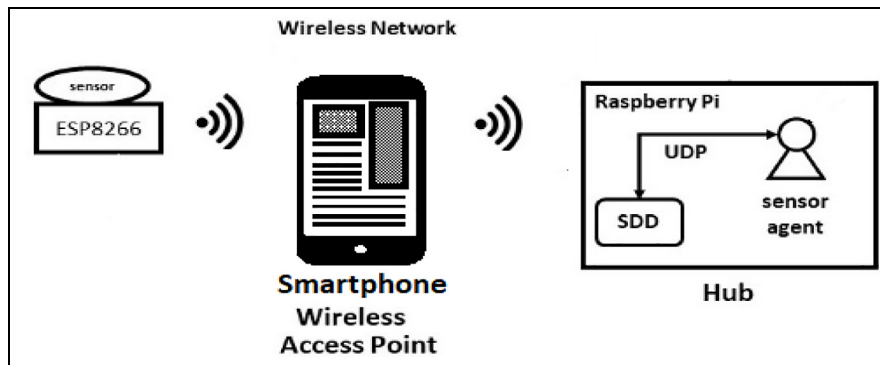 Wireless Network
sensor
ESP8266
Smartphone
Wireless
Access Point
Raspberry Pi
UDP
SDD
sensor
agent
Hub